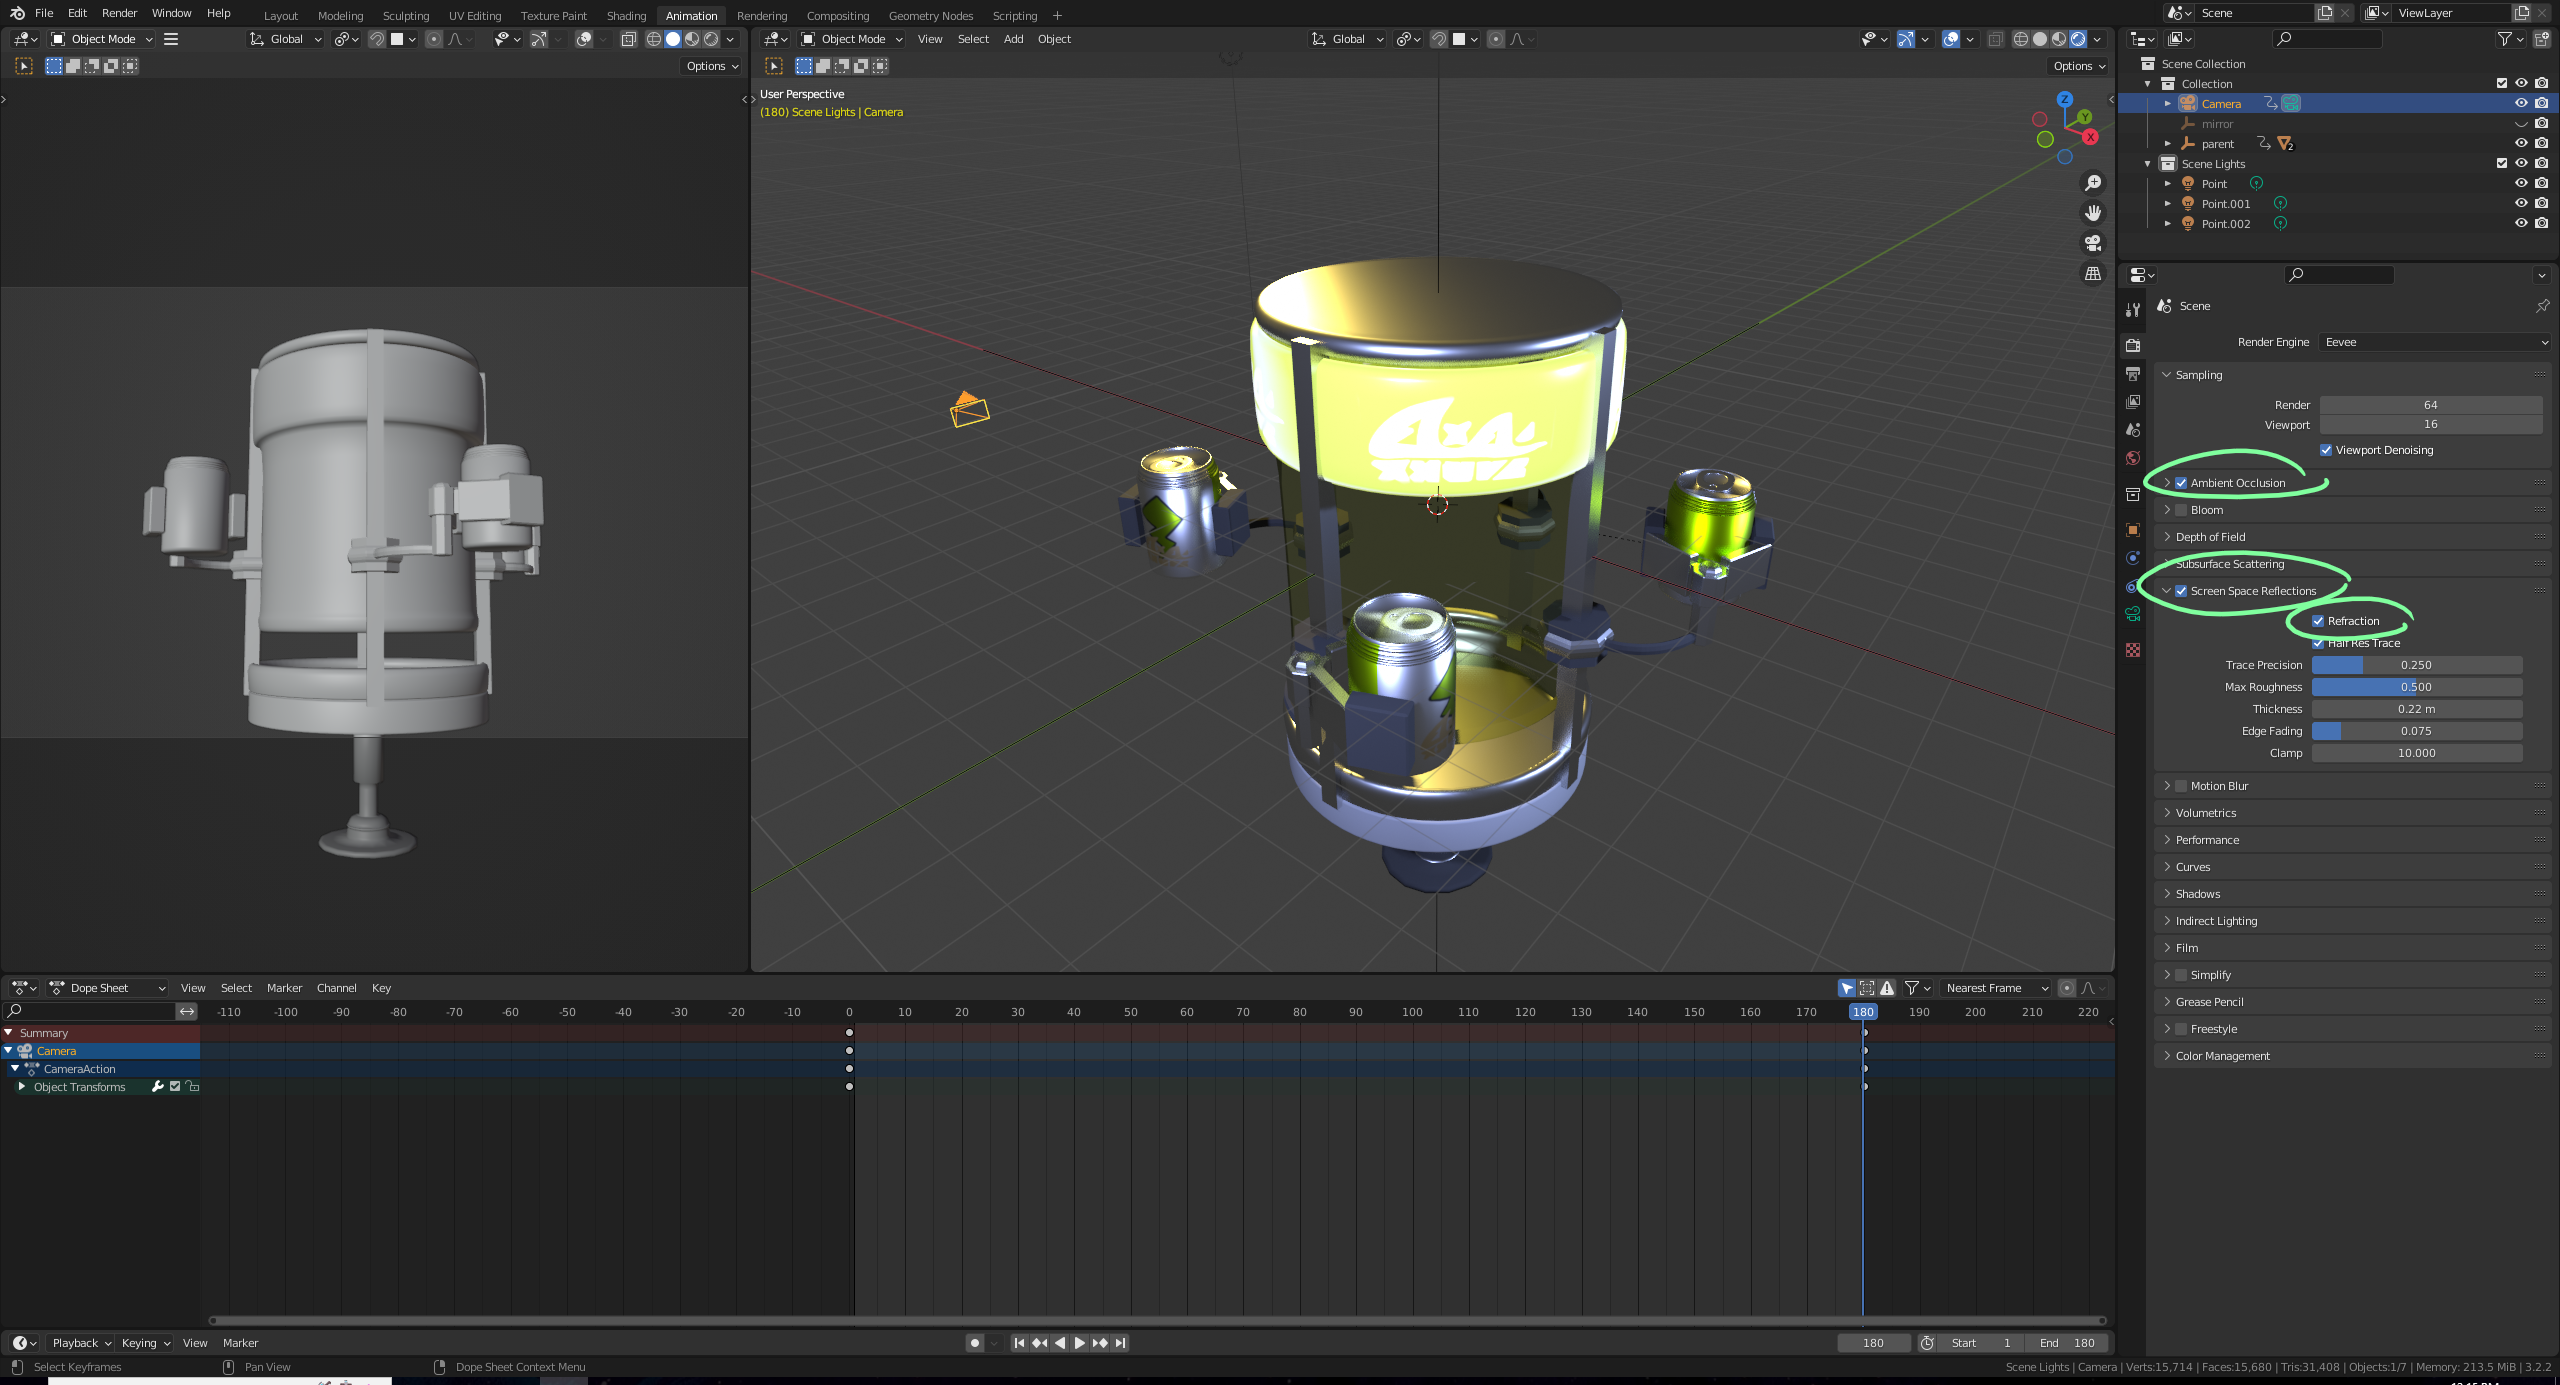 File Edit Render Window Help Layout Modeling Sculpting UV Editing Texture Paint Shading Animation Rendering Compositing Geometry Nodes Scripting + Scene ViewLayer
Object Mode Global Object Mode View Select Add Object Global
Options Options
User Perspective
(180) Scene Lights | Camera
Z
Y
X
Scene Collection
Collection
Camera
mirror
parent 2
Scene Lights
Point
Point.001
Point.002
Scene
Render Engine Eevee
Sampling
Render 64
Viewport 16
Viewport Denoising
Ambient Occlusion
Bloom
Depth of Field
Subsurface Scattering
Screen Space Reflections
Refraction
Half Res Trace
Trace Precision 0.250
Max Roughness 0.500
Thickness 0.22 m
Edge Fading 0.075
Clamp 10.000
Motion Blur
Volumetrics
Performance
Curves
Shadows
Indirect Lighting
Film
Simplify
Grease Pencil
Freestyle
Color Management
Dope Sheet View Select Marker Channel Key Nearest Frame
-110 -100 -90 -80 -70 -60 -50 -40 -30 -20 -10 0 10 20 30 40 50 60 70 80 90 100 110 120 130 140 150 160 170 180 190 200 210 220
Summary
Camera
CameraAction
Object Transforms
Playback Keying View Marker 180 Start 1 End 180
Select Keyframes Pan View Dope Sheet Context Menu Scene Lights | Camera | Verts:15,714 | Faces:15,680 | Tris:31,408 | Objects:1/7 | Memory: 213.5 MiB | 3.2.2